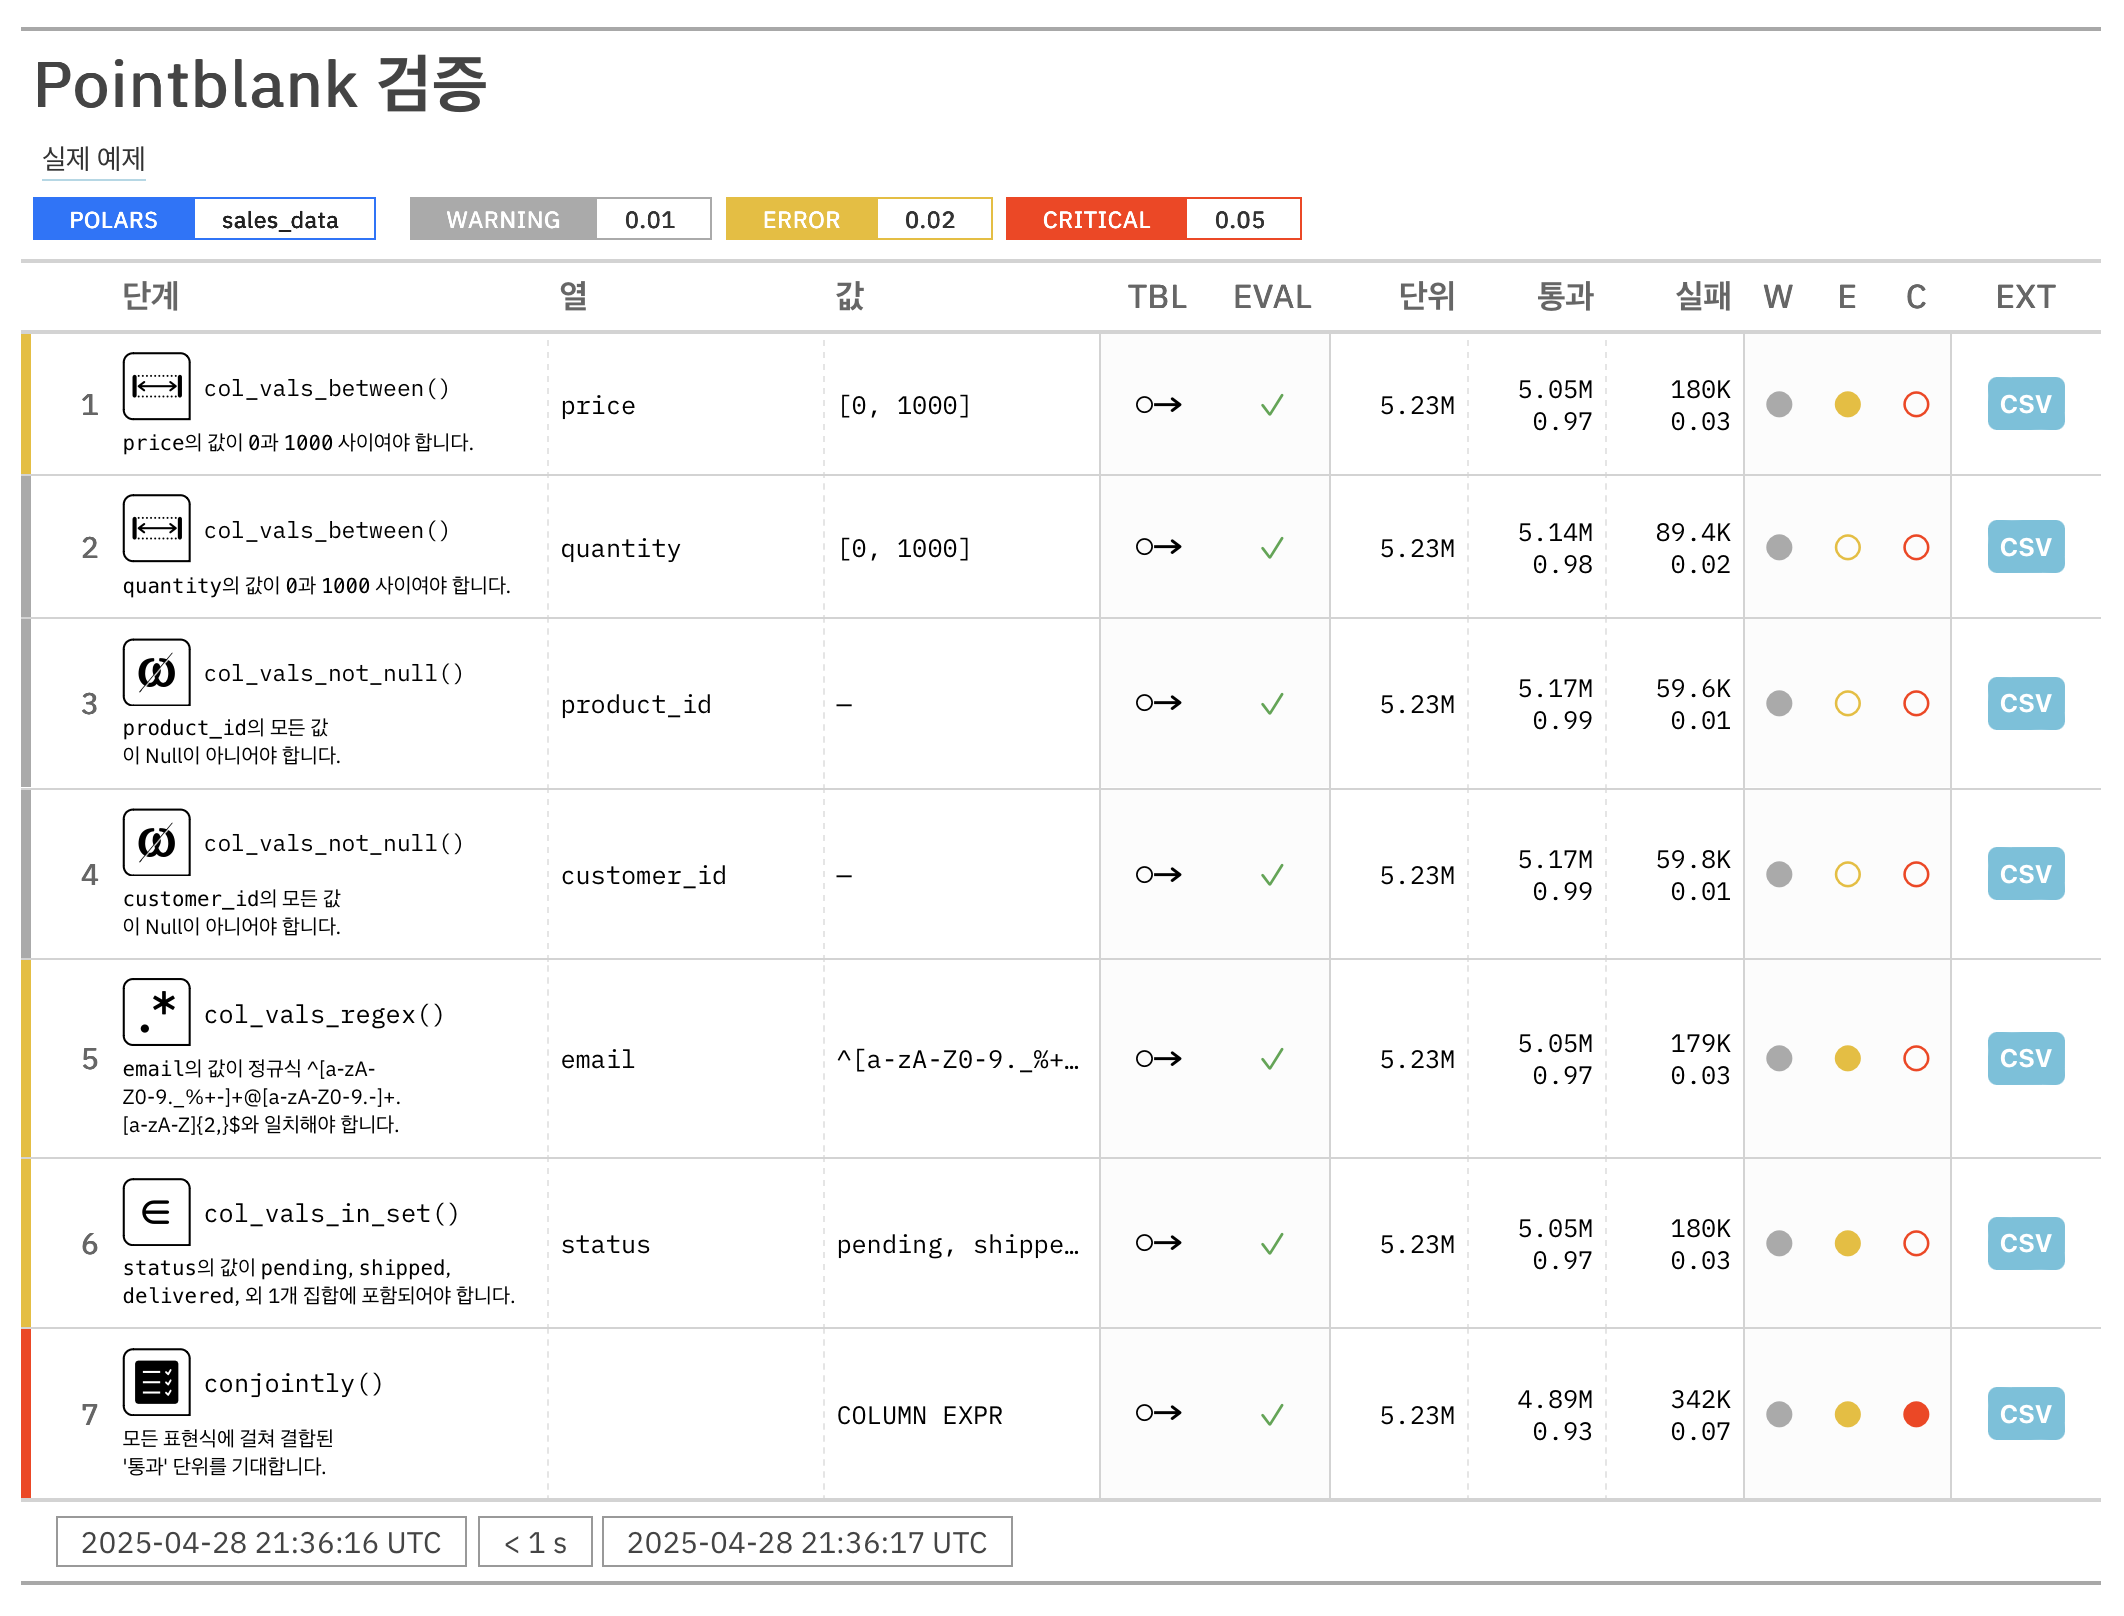 Pointblank 검증
실제 예제
POLARS sales_data WARNING 0.01 ERROR 0.02 CRITICAL 0.05
단계 열 값 TBL EVAL 단위 통과 실패 W E C EXT
1 col_vals_between() price [0, 1000] 5.23M 5.05M 0.97 180K 0.03 CSV
price의 값이 0과 1000 사이여야 합니다.
2 col_vals_between() quantity [0, 1000] 5.23M 5.14M 0.98 89.4K 0.02 CSV
quantity의 값이 0과 1000 사이여야 합니다.
3 col_vals_not_null() product_id — 5.23M 5.17M 0.99 59.6K 0.01 CSV
product_id의 모든 값
이 Null이 아니어야 합니다.
4 col_vals_not_null() customer_id — 5.23M 5.17M 0.99 59.8K 0.01 CSV
customer_id의 모든 값
이 Null이 아니어야 합니다.
5 col_vals_regex() email ^[a-zA-Z0-9._%+… 5.23M 5.05M 0.97 179K 0.03 CSV
email의 값이 정규식 ^[a-zA-
Z0-9._%+-]+@[a-zA-Z0-9.-]+.
[a-zA-Z]{2,}$와 일치해야 합니다.
6 col_vals_in_set() status pending, shippe… 5.23M 5.05M 0.97 180K 0.03 CSV
status의 값이 pending, shipped,
delivered, 외 1개 집합에 포함되어야 합니다.
7 conjointly() COLUMN EXPR 5.23M 4.89M 0.93 342K 0.07 CSV
모든 표현식에 걸쳐 결합된
'통과' 단위를 기대합니다.
2025-04-28 21:36:16 UTC < 1 s 2025-04-28 21:36:17 UTC